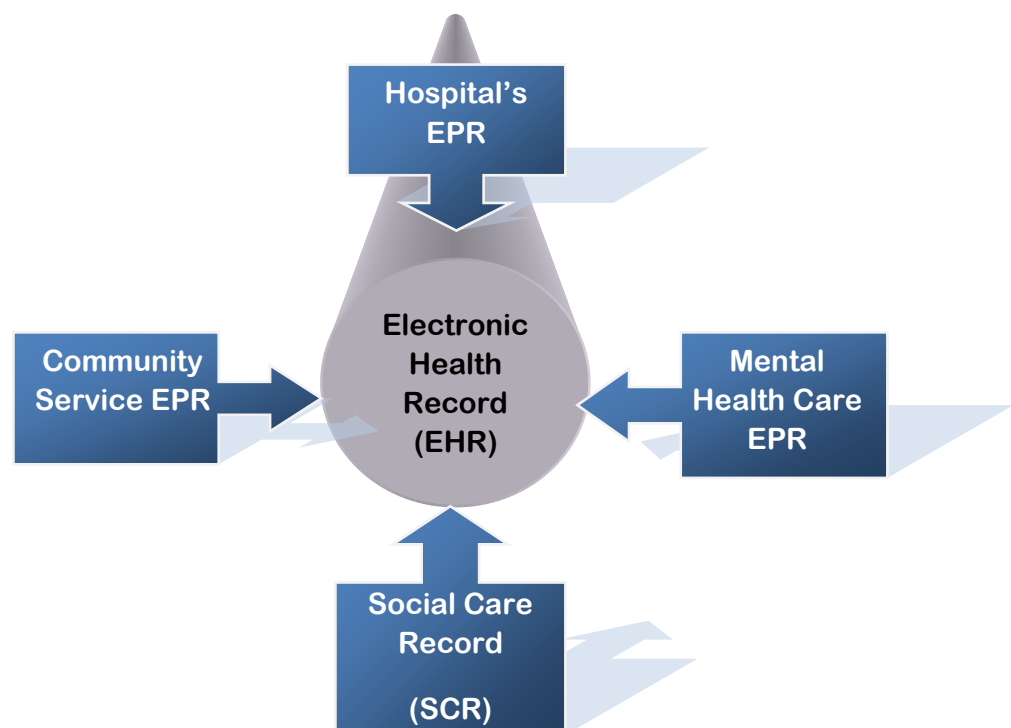 Hospital's
EPR
Electronic
Health
Record
(EHR)
Community
Service EPR
Mental
Health Care
EPR
Social Care
Record
(SCR)